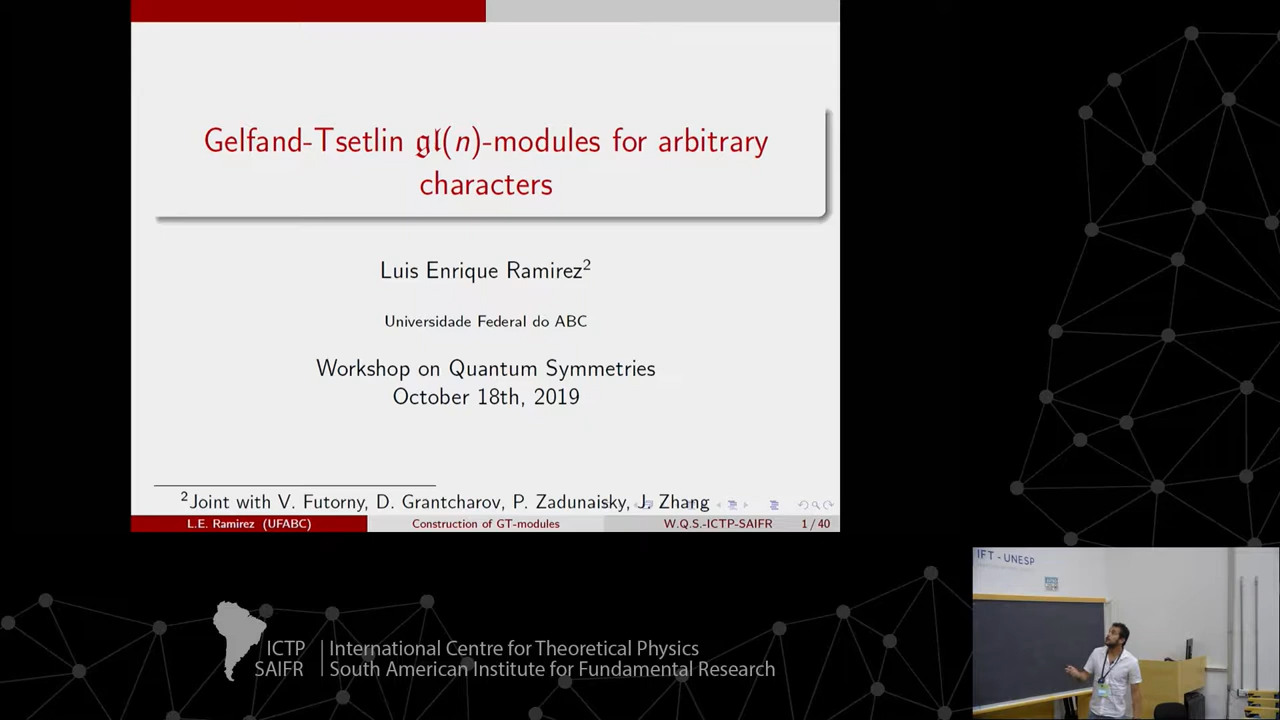 Gelfand-Tsetlin 𝔤𝔩(n)-modules for arbitrary
characters
Luis Enrique Ramirez²
Universidade Federal do ABC
Workshop on Quantum Symmetries
October 18th, 2019
²Joint with V. Futorny, D. Grantcharov, P. Zadunaisky, J. Zhang
L.E. Ramirez (UFABC) Construction of GT-modules W.Q.S.-ICTP-SAIFR 1 / 40
IFT - UNESP
ICTP International Centre for Theoretical Physics
SAIFR South American Institute for Fundamental Research